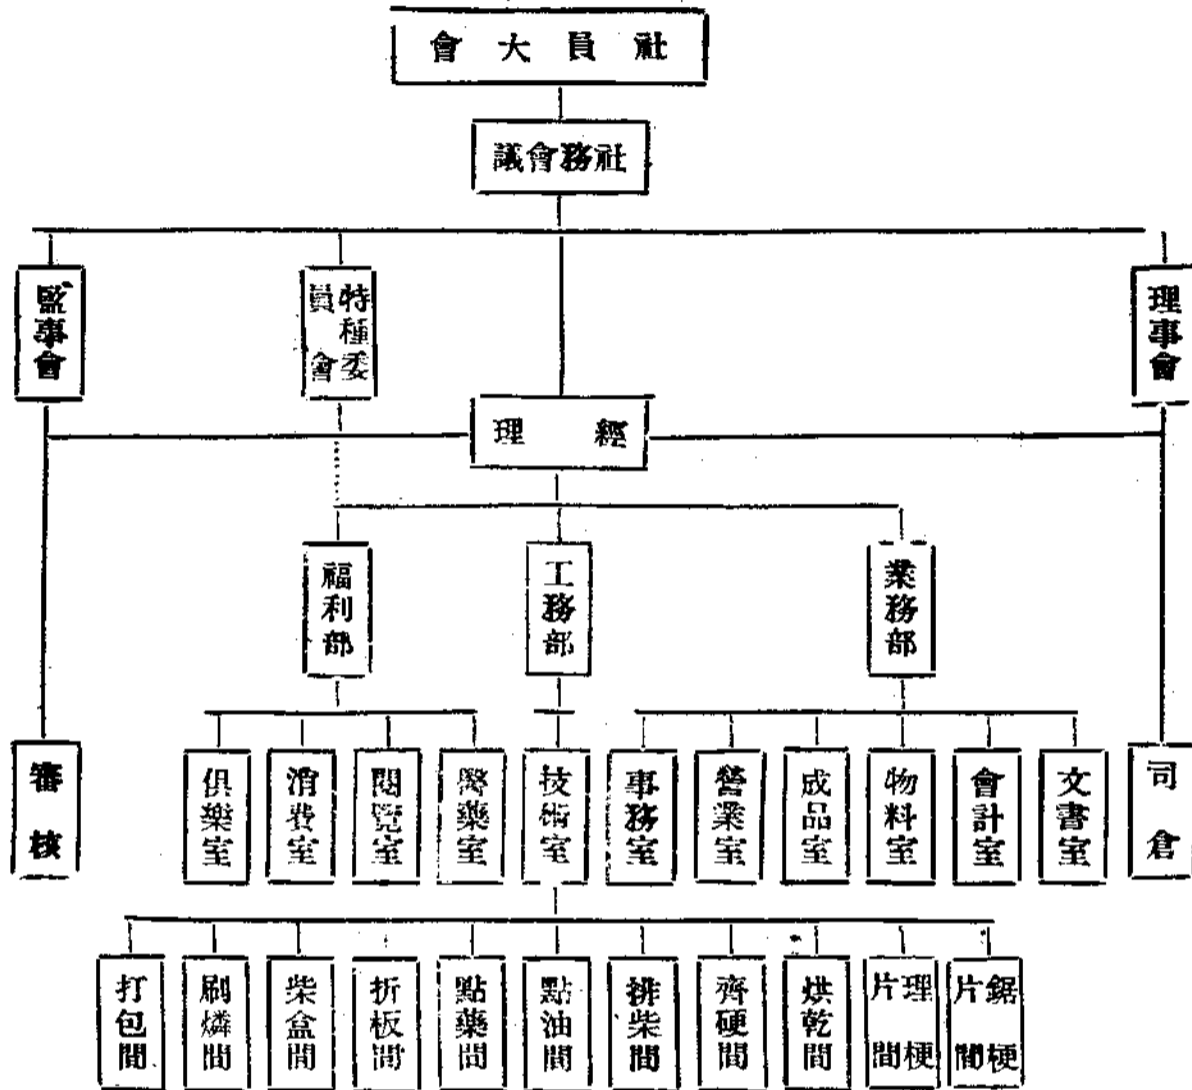 社員大會
社務會議
理事會
特種委員會
監事會
經理
業務部
工務部
福利部
司倉
文書室
會計室
物料室
成品室
營業室
事務室
技術室
醫藥室
閱覽室
消費室
俱樂室
審核
鋸梗片間
理梗片間
烘乾間
齊硬間
排柴間
點油間
點藥間
折板間
柴盒間
刷燐間
打包間